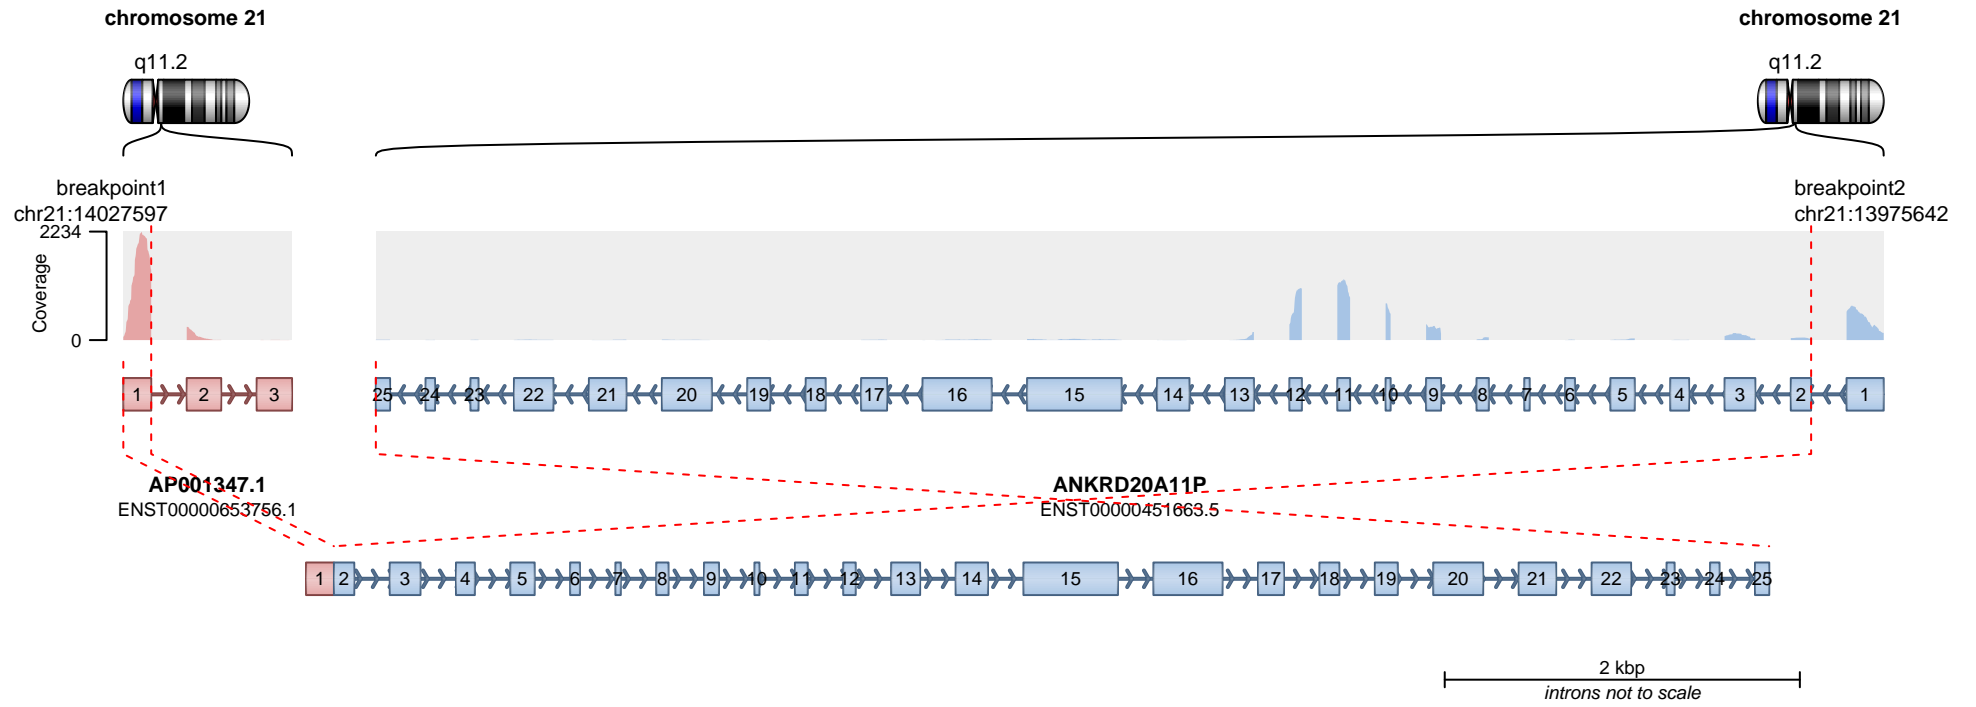 chromosome 21
chromosome 21
q11.2
q11.2
breakpoint1
chr21:14027597
breakpoint2
chr21:13975642
2234
Coverage
0
1 2 3
25 24 23 22 21 20 19 18 17 16 15 14 13 12 11 10 9 8 7 6 5 4 3 2 1
AP001347.1
ENST00000653756.1
ANKRD20A11P
ENST00000451663.5
1 2 3 4 5 6 7 8 9 10 11 12 13 14 15 16 17 18 19 20 21 22 23 24 25
2 kbp
introns not to scale